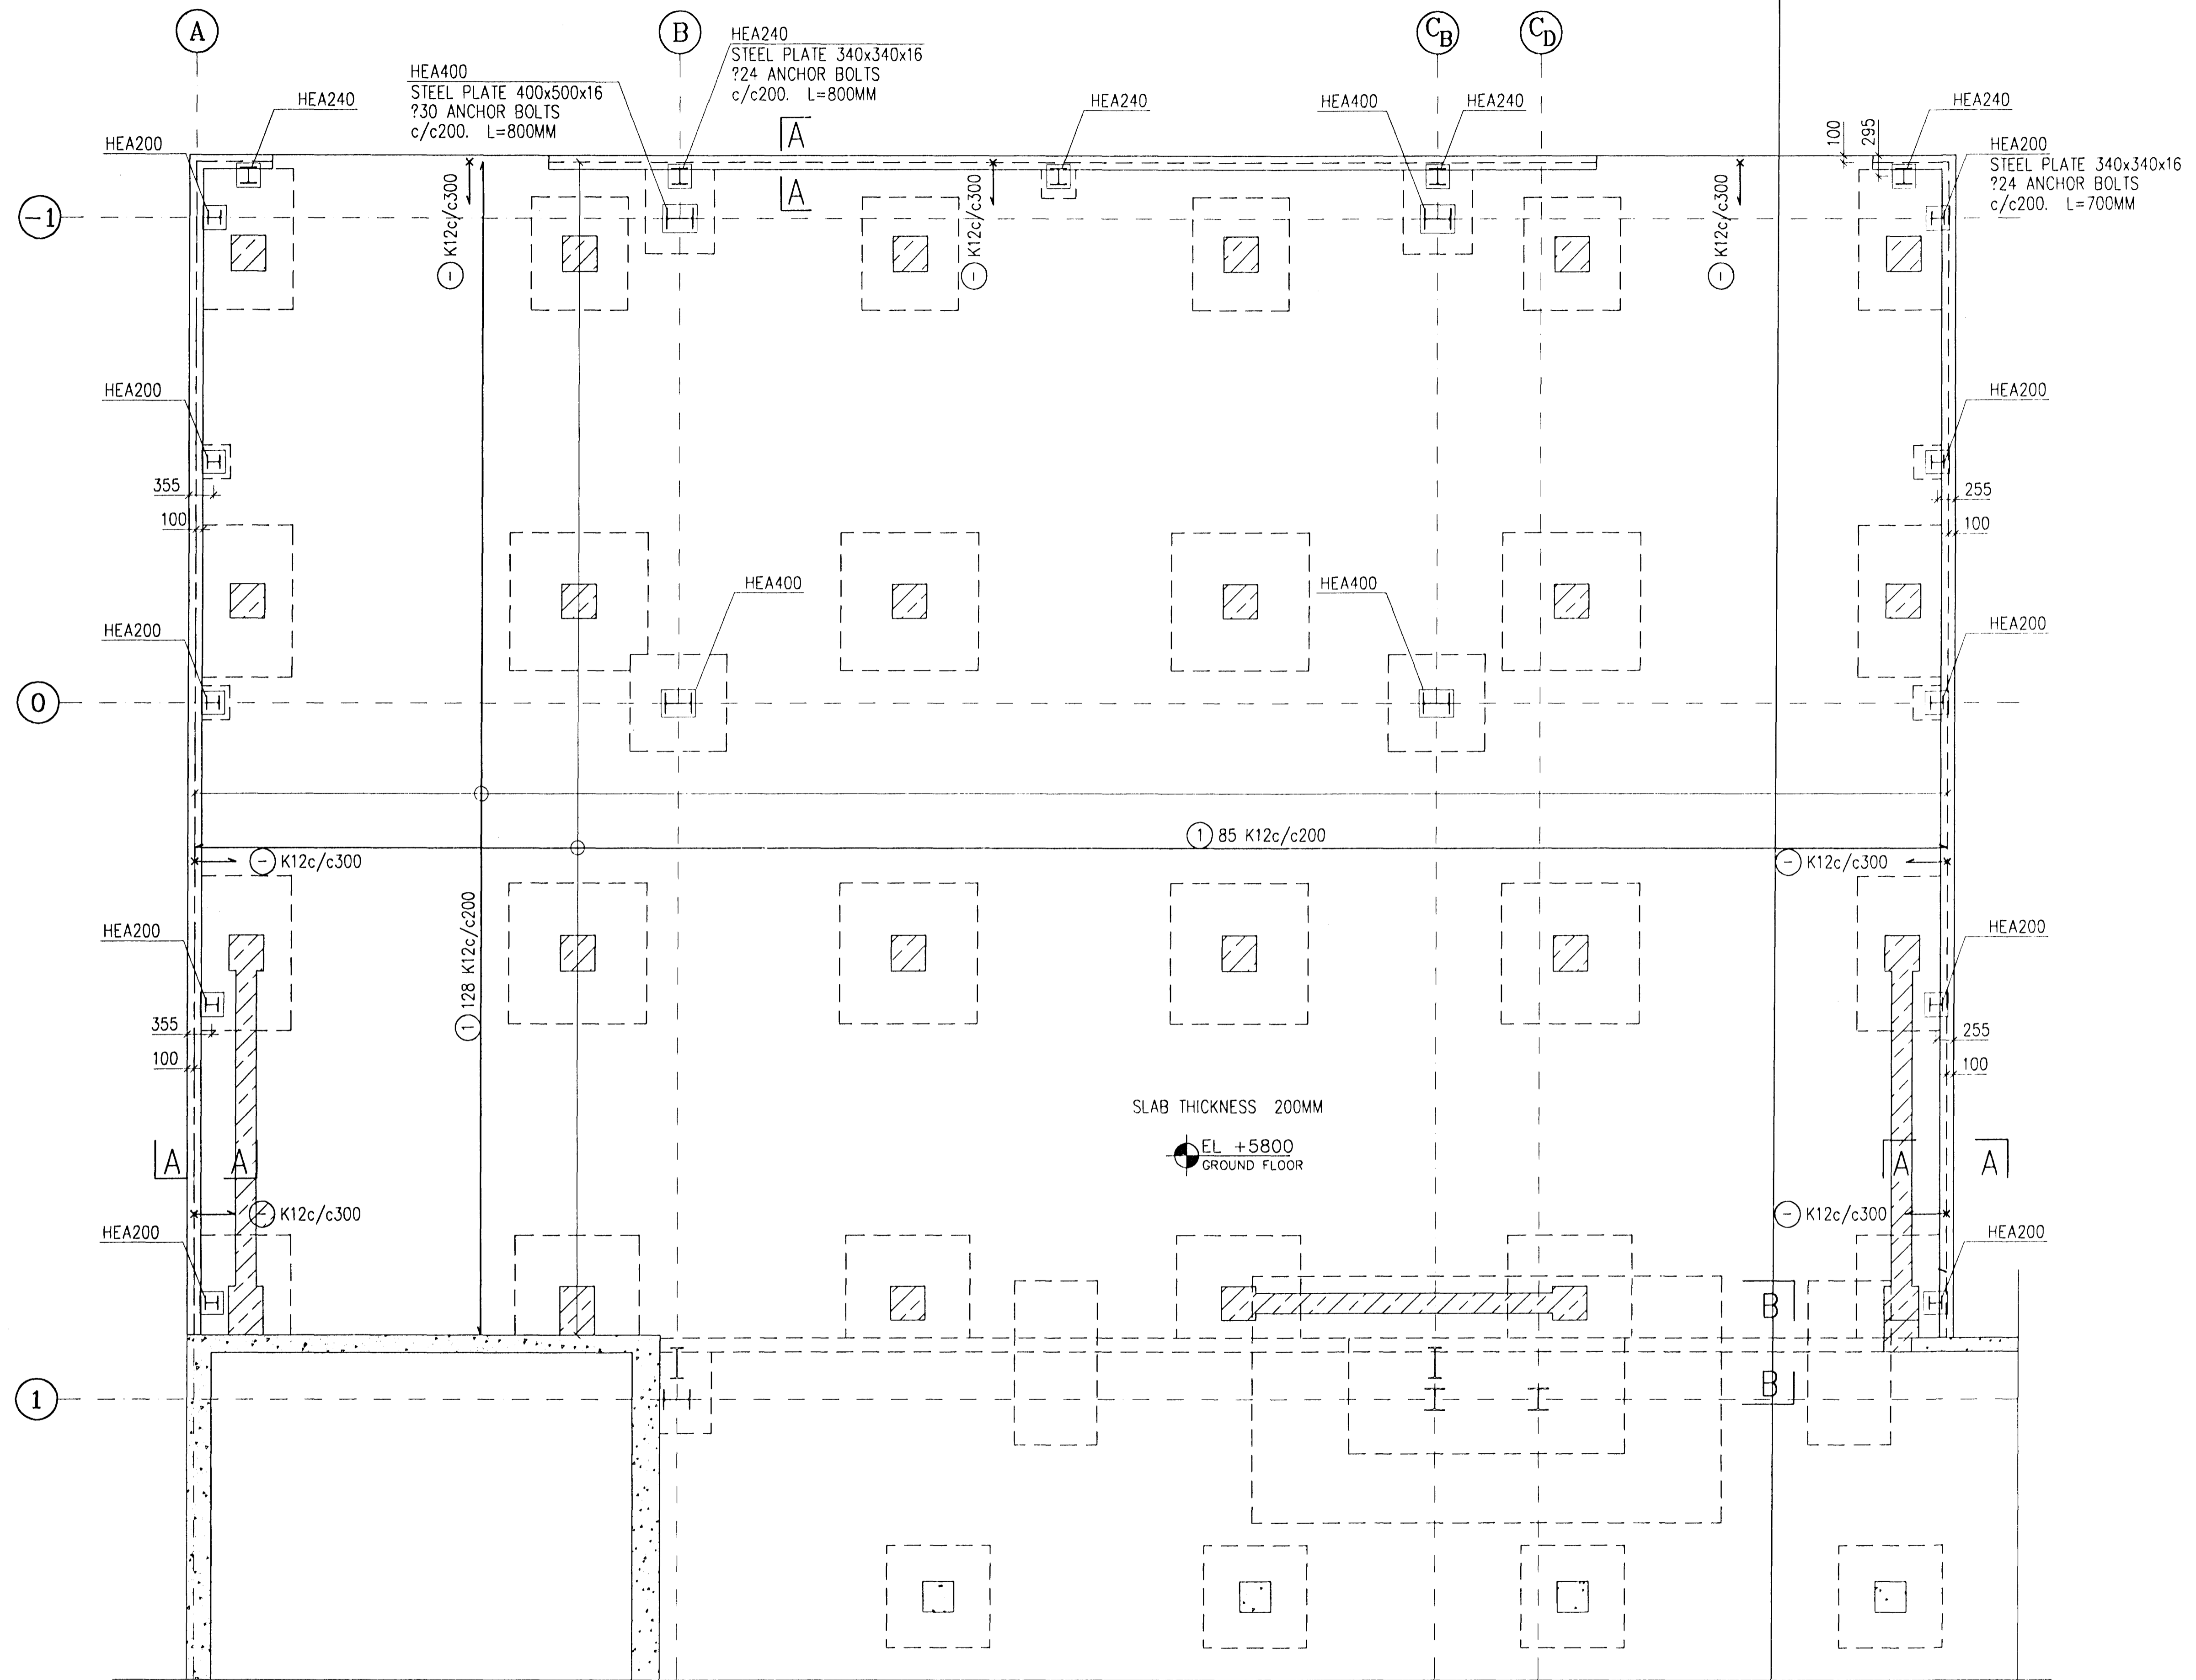 A
B
CB
CD
HEA240
STEEL PLATE 340x340x16
?24 ANCHOR BOLTS
c/c200. L=800MM
HEA400
STEEL PLATE 400x500x16
?30 ANCHOR BOLTS
c/c200. L=800MM
HEA240
HEA240
HEA400
HEA240
HEA240
HEA200
A
A
100
295
HEA200
STEEL PLATE 340x340x16
?24 ANCHOR BOLTS
c/c200. L=700MM
-1
- K12c/c300
- K12c/c300
- K12c/c300
HEA200
HEA200
355
100
255
100
HEA400
HEA400
HEA200
HEA200
0
1 85 K12c/c200
- K12c/c300
- K12c/c300
1 128 K12c/c200
HEA200
HEA200
355
100
255
100
SLAB THICKNESS 200MM
EL +5800
GROUND FLOOR
A
A
A
A
- K12c/c300
- K12c/c300
HEA200
HEA200
B
B
1